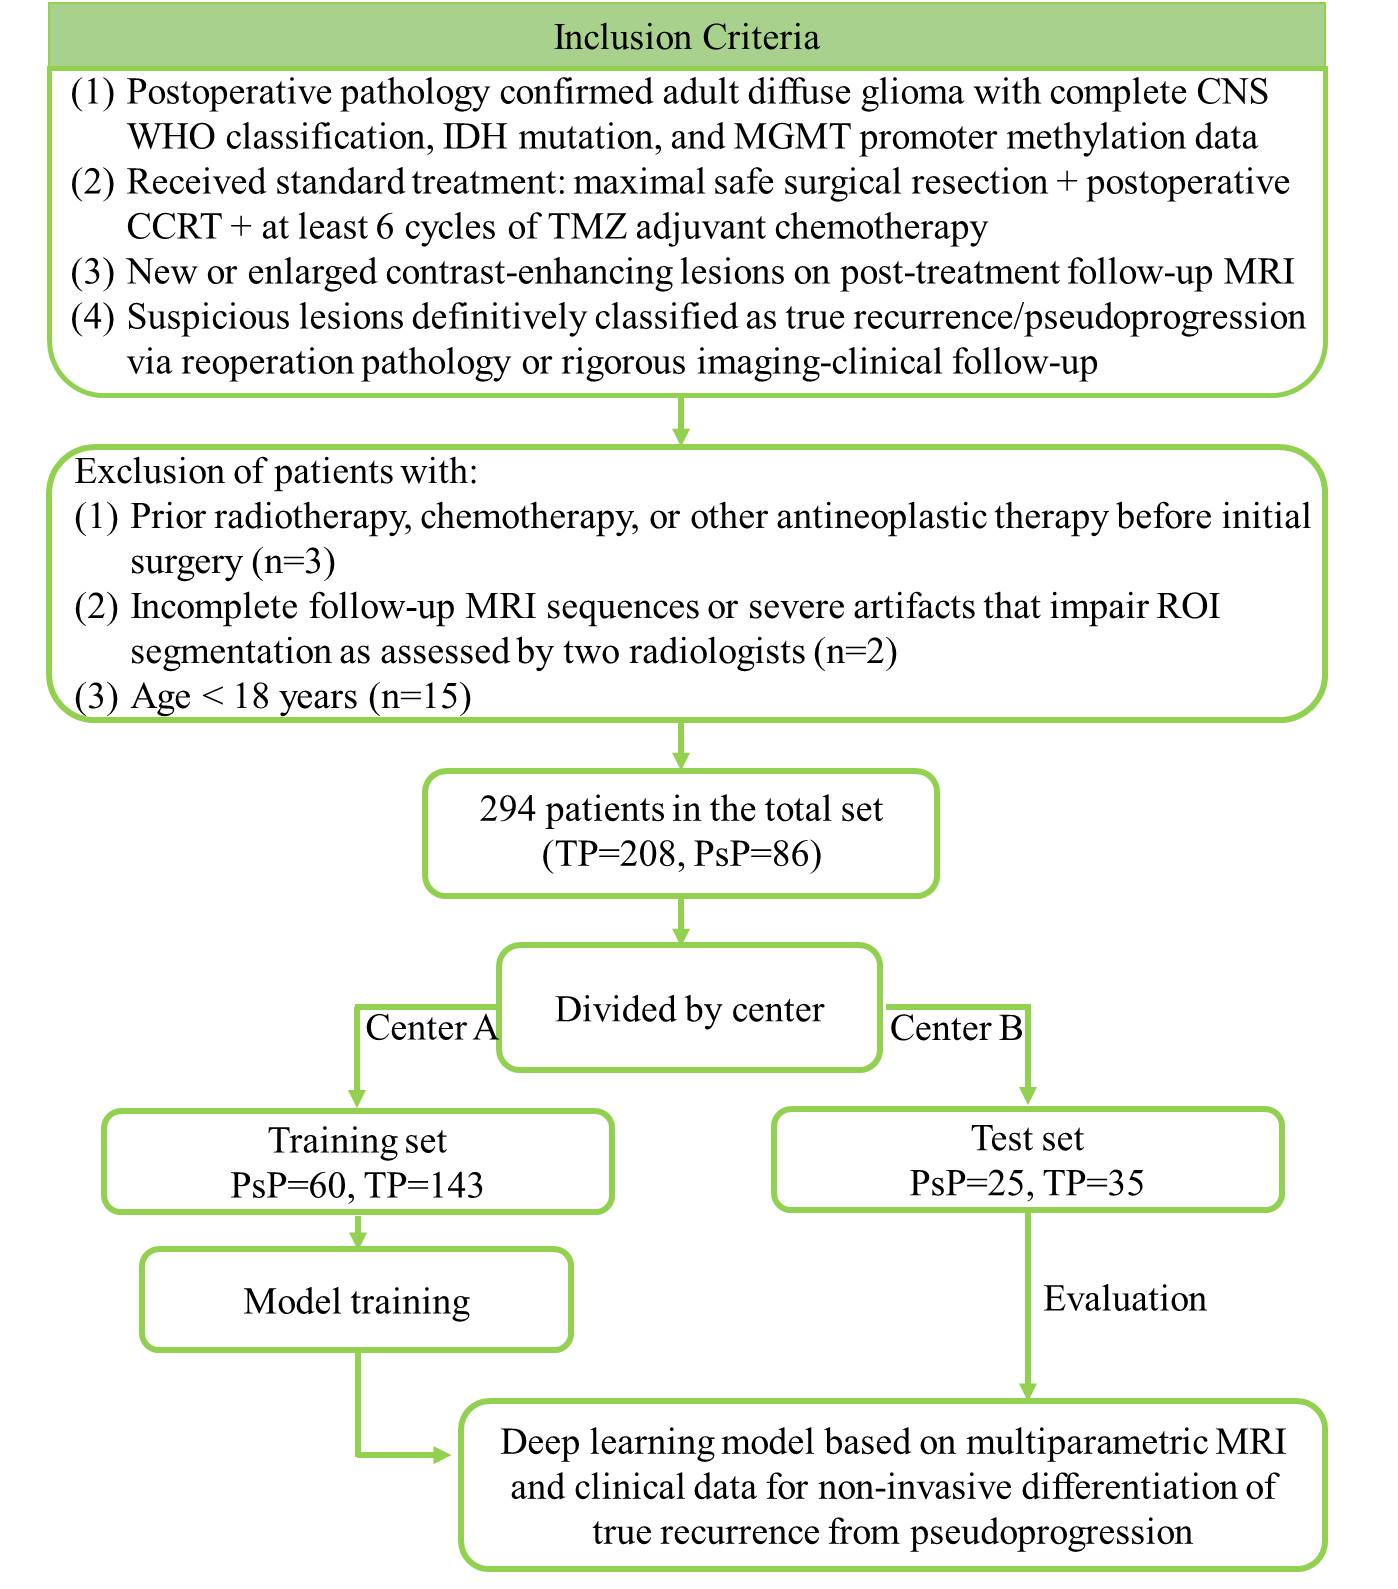 Inclusion Criteria
(1) Postoperative pathology confirmed adult diffuse glioma with complete CNS
WHO classification, IDH mutation, and MGMT promoter methylation data
(2) Received standard treatment: maximal safe surgical resection + postoperative
CCRT + at least 6 cycles of TMZ adjuvant chemotherapy
(3) New or enlarged contrast-enhancing lesions on post-treatment follow-up MRI
(4) Suspicious lesions definitively classified as true recurrence/pseudoprogression
via reoperation pathology or rigorous imaging-clinical follow-up
Exclusion of patients with:
(1) Prior radiotherapy, chemotherapy, or other antineoplastic therapy before initial
surgery (n=3)
(2) Incomplete follow-up MRI sequences or severe artifacts that impair ROI
segmentation as assessed by two radiologists (n=2)
(3) Age < 18 years (n=15)
294 patients in the total set
(TP=208, PsP=86)
Divided by center
Center A
Center B
Training set
PsP=60, TP=143
Test set
PsP=25, TP=35
Model training
Evaluation
Deep learning model based on multiparametric MRI
and clinical data for non-invasive differentiation of
true recurrence from pseudoprogression